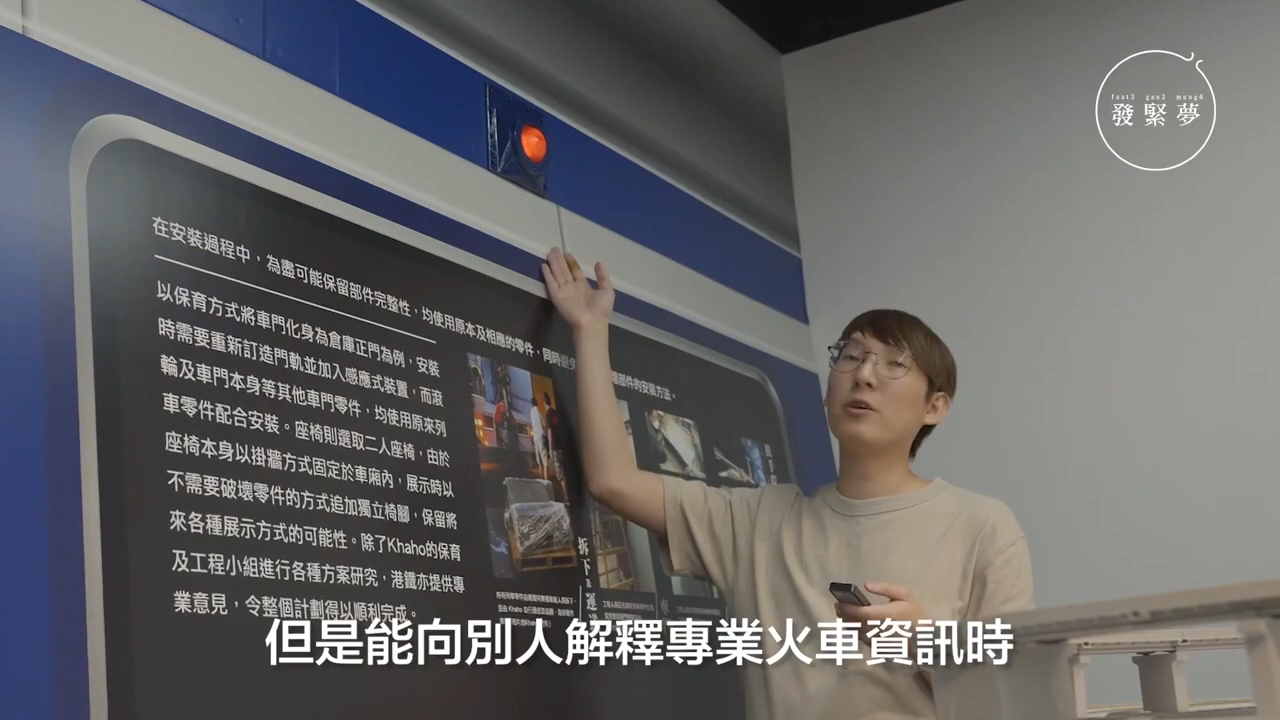 faat3 gan2 mung6
發緊夢
在安裝過程中，為盡可能保留部件完整性，均使用原本及相應的零件，同時避免
部件的安裝方法。
以保育方式將車門化身為倉庫正門為例，安裝
時需要重新訂造門軌並加入感應式裝置，而滾
輪及車門本身等其他車門零件，均使用原來列
車零件配合安裝。座椅則選取二人座椅，由於
座椅本身以掛牆方式固定於車廂內，展示時以
不需要破壞零件的方式追加獨立椅腳，保留將
來各種展示方式的可能性。除了Khaho的保育
及工程小組進行各種方案研究，港鐵亦提供專
業意見，令整個計劃得以順利完成。
拆下
但是能向別人解釋專業火車資訊時